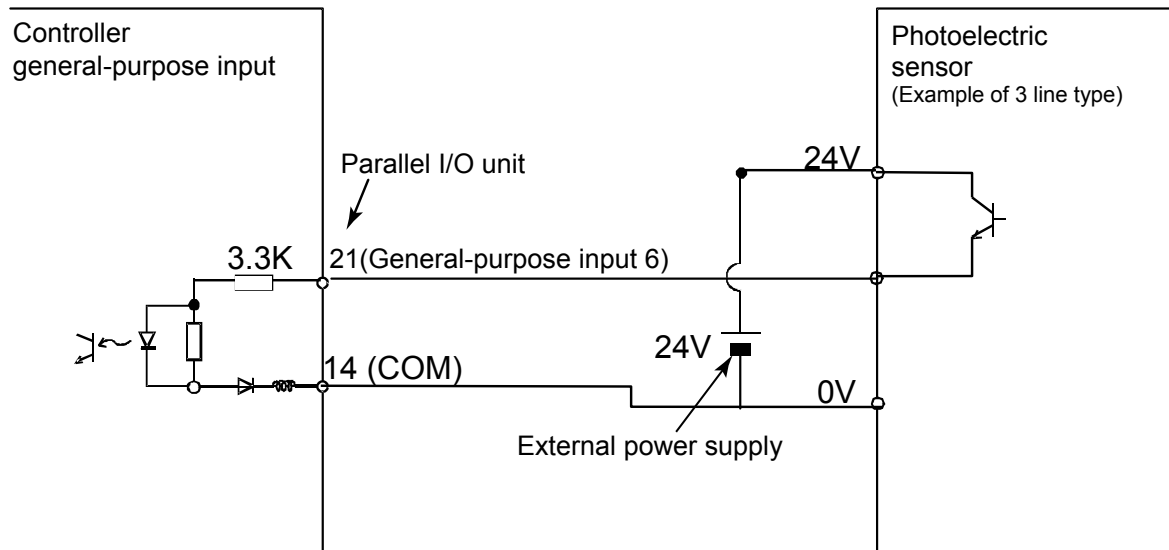 Controller
general-purpose input
Photoelectric
sensor
(Example of 3 line type)
Parallel I/O unit
24V
3.3K
21(General-purpose input 6)
24V
14 (COM)
0V
External power supply